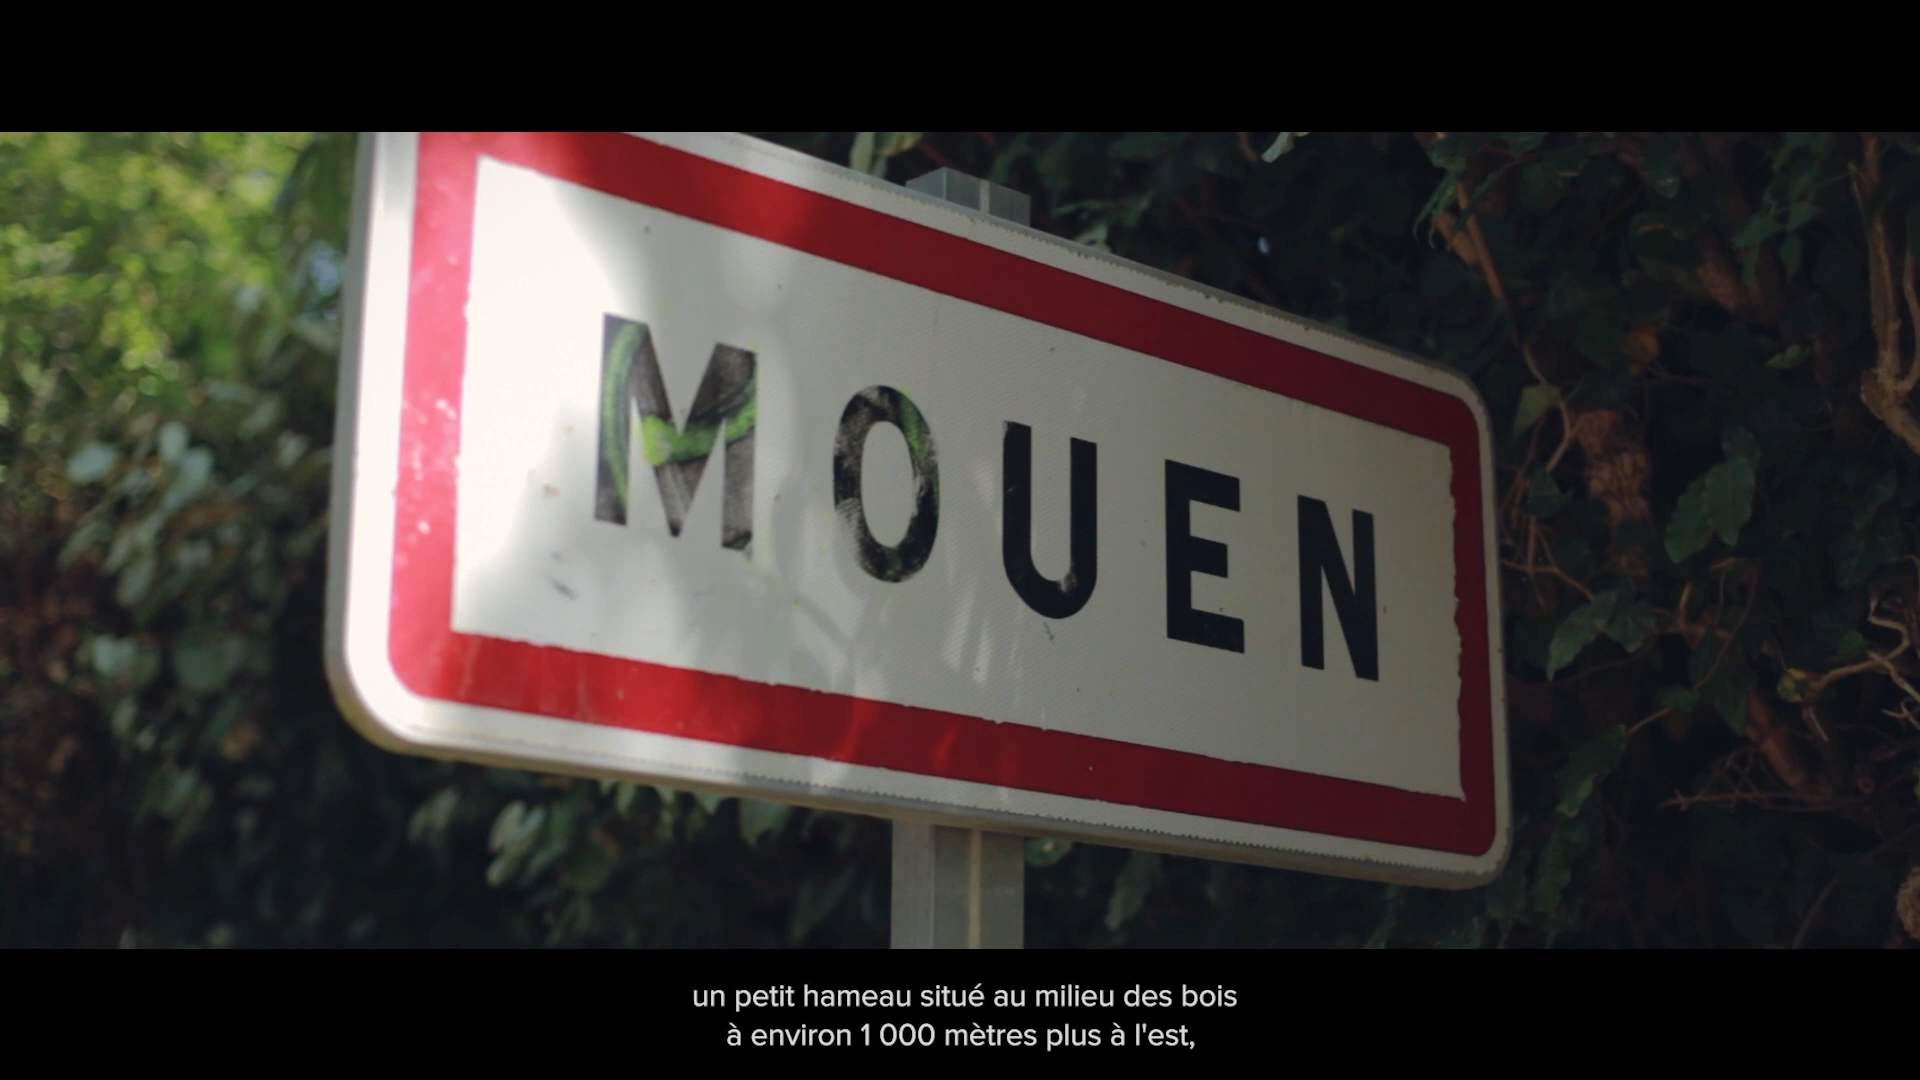 MOUEN
un petit hameau situé au milieu des bois
à environ 1 000 mètres plus à l'est,